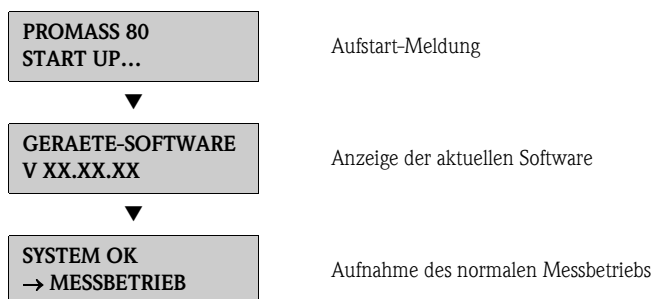 PROMASS 80
START UP…
Aufstart-Meldung
▼
GERAETE-SOFTWARE
V XX.XX.XX
Anzeige der aktuellen Software
▼
SYSTEM OK
→ MESSBETRIEB
Aufnahme des normalen Messbetriebs